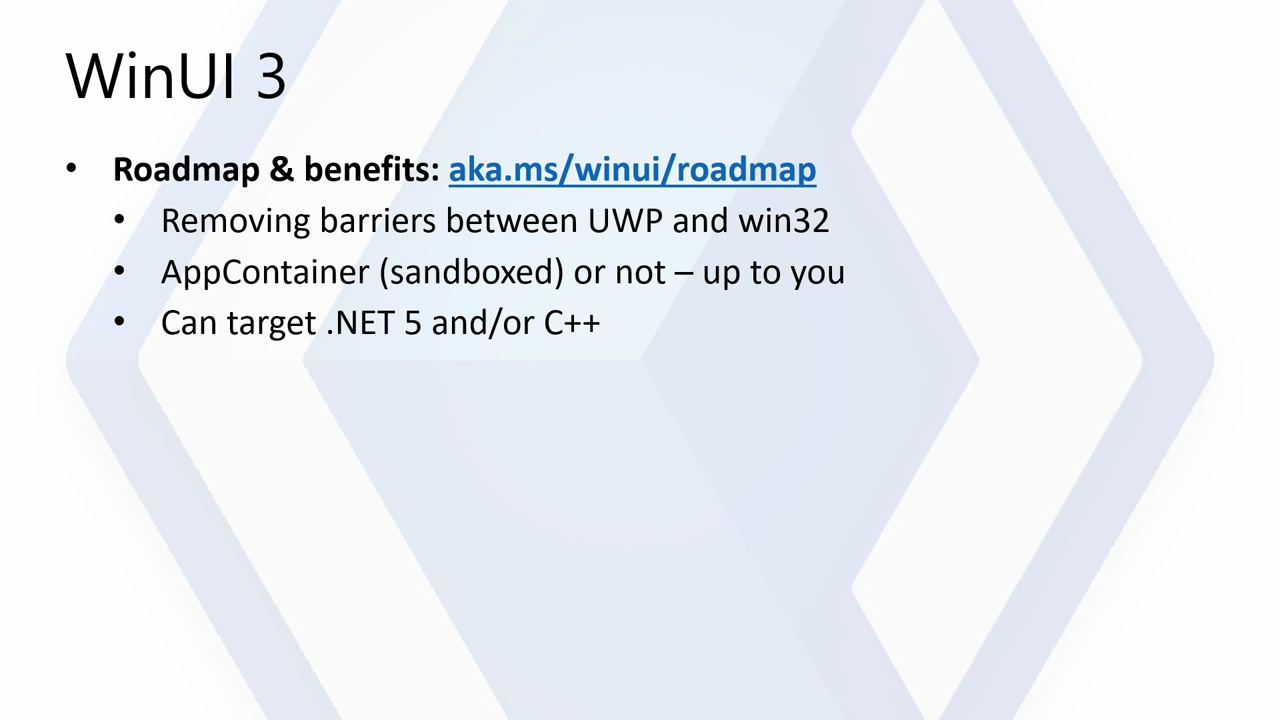 WinUI 3
• Roadmap & benefits: aka.ms/winui/roadmap
• Removing barriers between UWP and win32
• AppContainer (sandboxed) or not – up to you
• Can target .NET 5 and/or C++